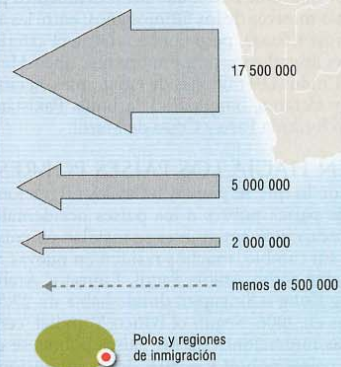 17 500 000
5 000 000
2 000 000
menos de 500 000
Polos y regiones
de inmigración